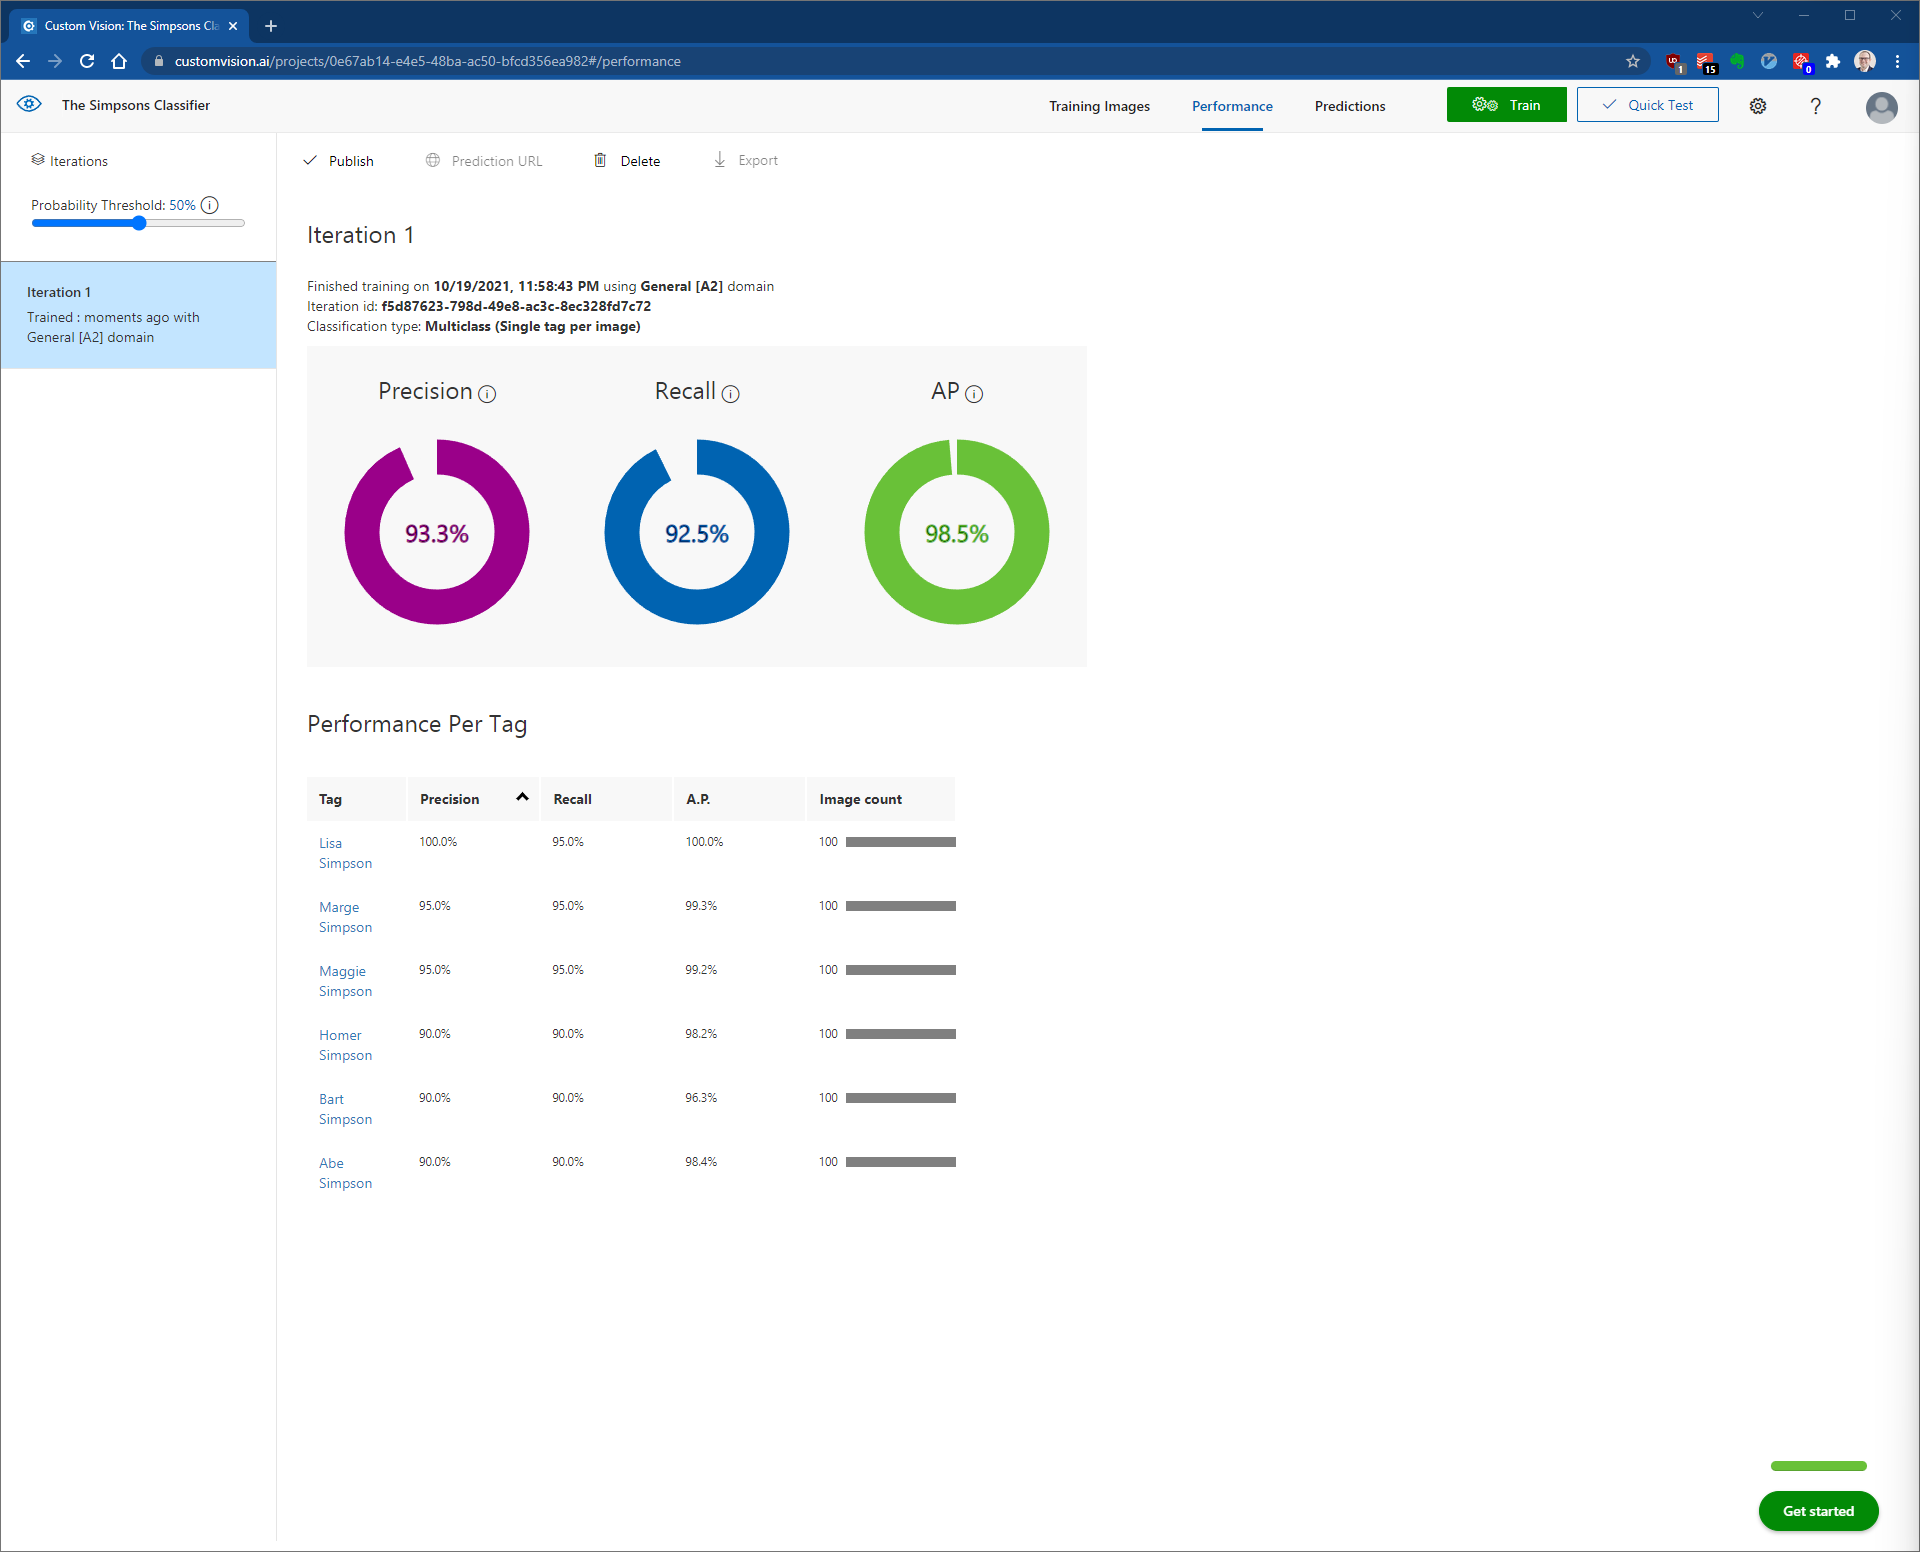 Custom Vision: The Simpsons Cla
customvision.ai/projects/0e67ab14-e4e5-48ba-ac50-bfcd356ea982#/performance
1
15
0
The Simpsons Classifier
Training Images
Performance
Predictions
Train
Quick Test
?
Iterations
Probability Threshold: 50%
Iteration 1
Trained : moments ago with
General [A2] domain
Publish
Prediction URL
Delete
Export
Iteration 1
Finished training on 10/19/2021, 11:58:43 PM using General [A2] domain
Iteration id: f5d87623-798d-49e8-ac3c-8ec328fd7c72
Classification type: Multiclass (Single tag per image)
Precision
Recall
AP
93.3%
92.5%
98.5%
Performance Per Tag
Tag Precision Recall A.P. Image count
Lisa 100.0% 95.0% 100.0% 100
Simpson
Marge 95.0% 95.0% 99.3% 100
Simpson
Maggie 95.0% 95.0% 99.2% 100
Simpson
Homer 90.0% 90.0% 98.2% 100
Simpson
Bart 90.0% 90.0% 96.3% 100
Simpson
Abe 90.0% 90.0% 98.4% 100
Simpson
Get started